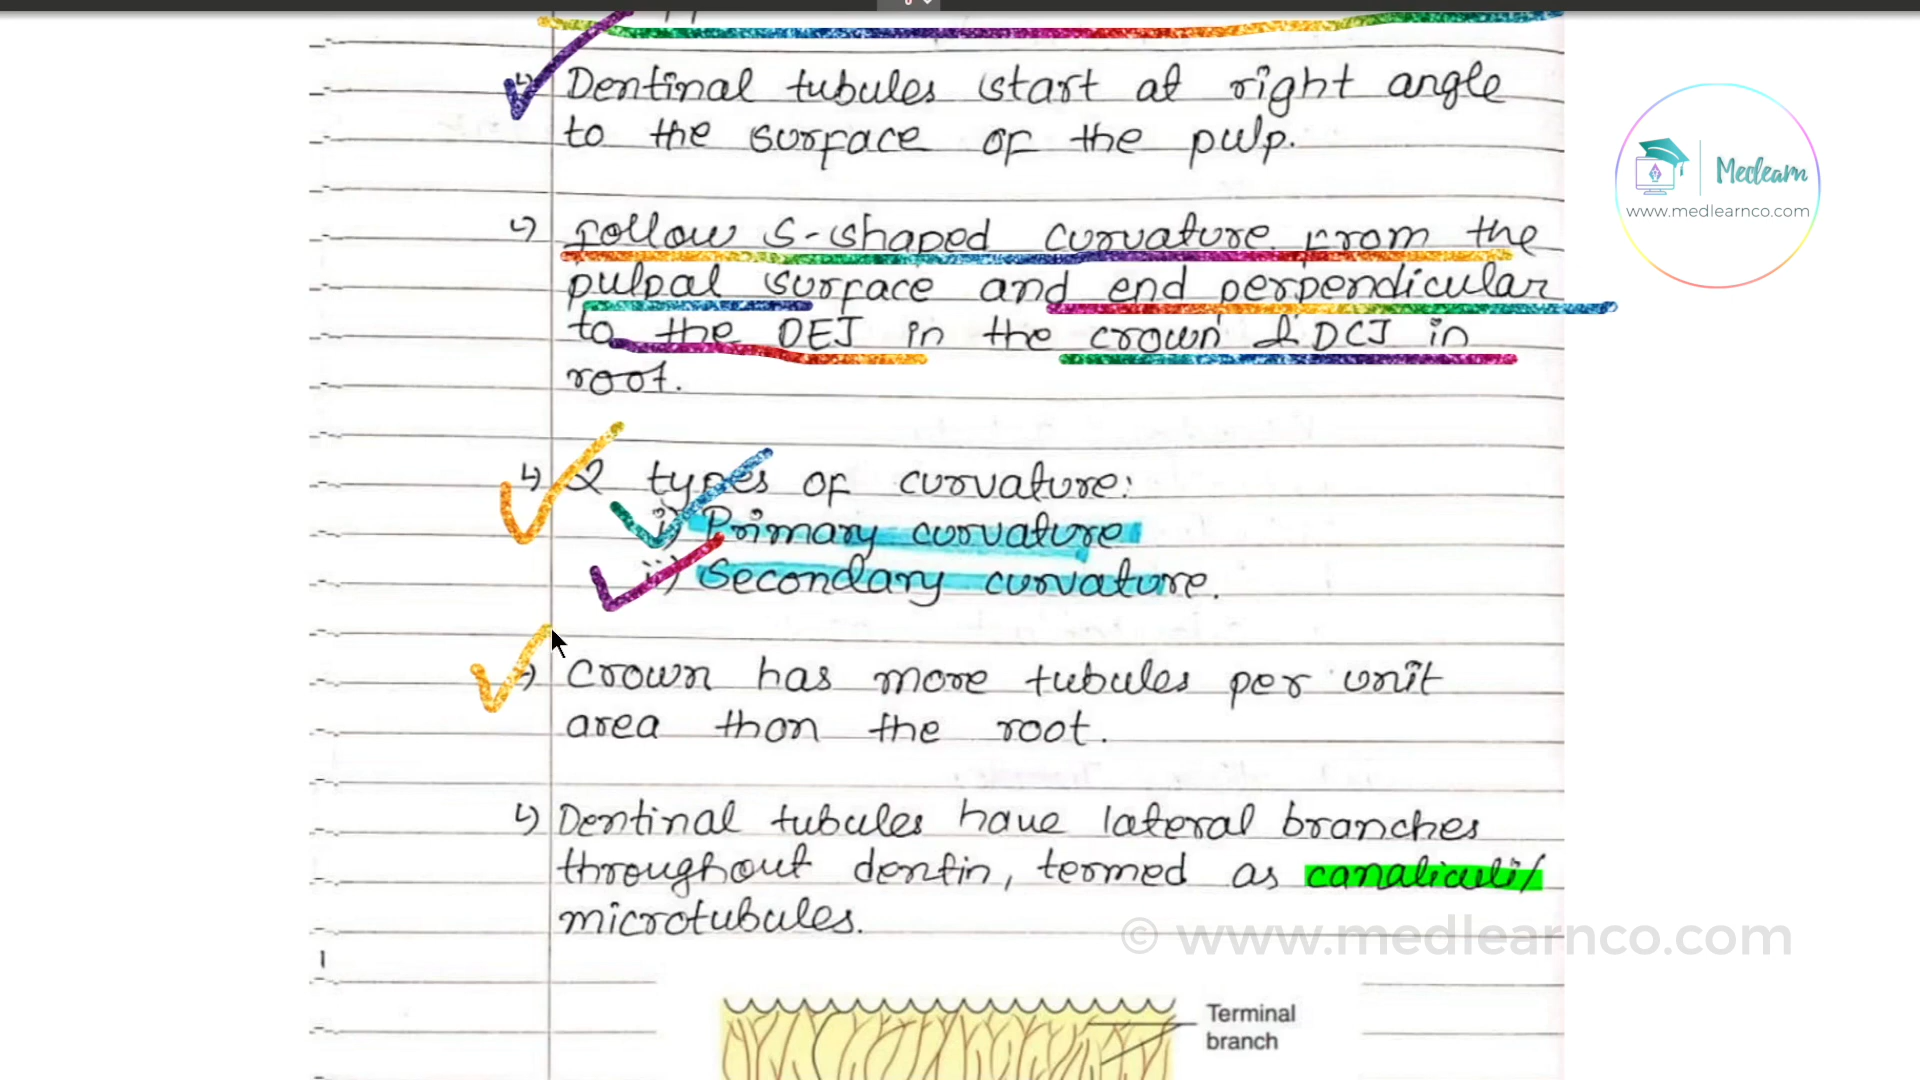 Dentinal tubules start at right angle
to the surface of the pulp.
Follow S-shaped curvature from the
pulpal surface and end perpendicular
to the DEJ in the crown & DCJ in
root.
2 types of curvature:
i) Primary curvature
ii) Secondary curvature.
Crown has more tubules per unit
area than the root.
Dentinal tubules have lateral branches
throughout dentin, termed as canaliculi/
microtubules.
Medlearn
www.medlearnco.com
© www.medlearnco.com
Terminal
branch